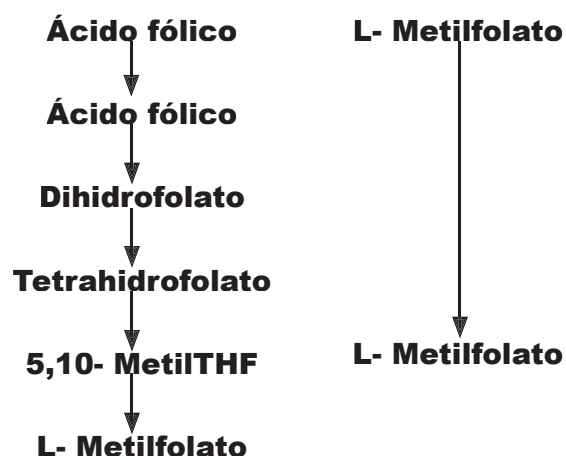 Ácido fólico
Ácido fólico
Dihidrofolato
Tetrahidrofolato
5,10- MetilTHF
L- Metilfolato
L- Metilfolato
L- Metilfolato